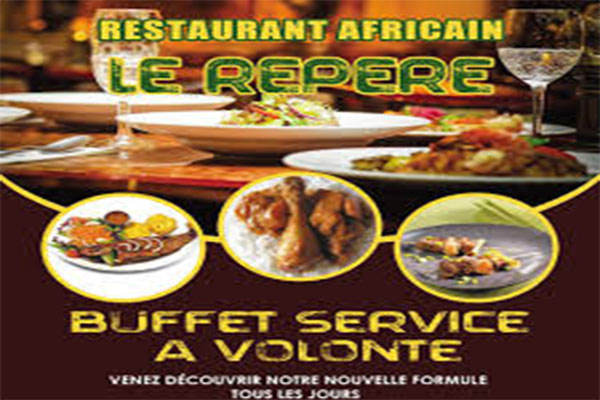 RESTAURANT AFRICAIN
LE REPERE
BUFFET SERVICE
A VOLONTE
VENEZ DÉCOUVRIR NOTRE NOUVELLE FORMULE
TOUS LES JOURS